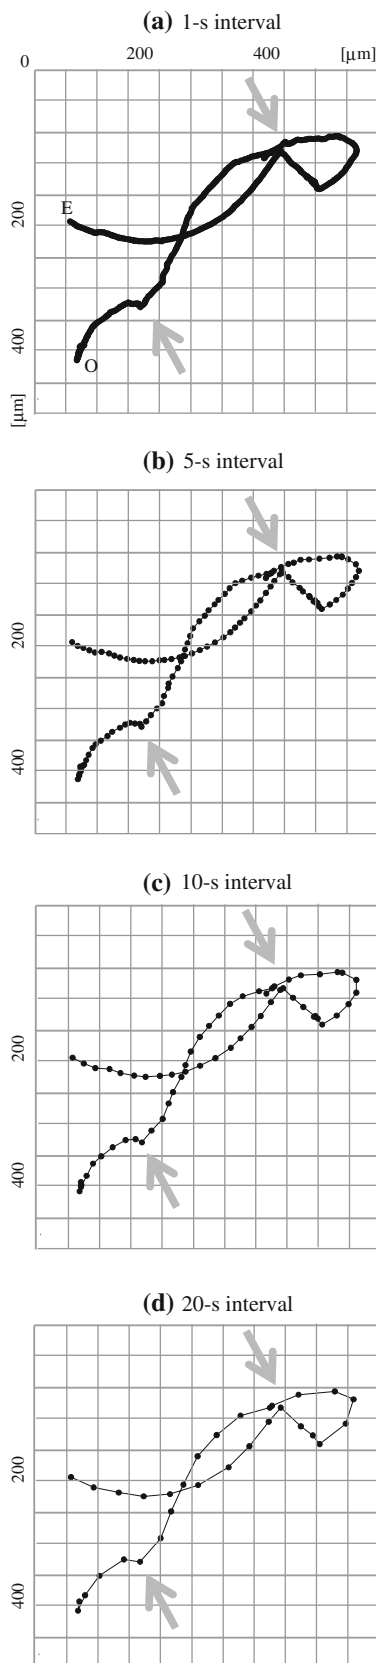 (a) 1-s interval
0 200 400 [µm]
E
200
O
400
[µm]
(b) 5-s interval
200
400
(c) 10-s interval
200
400
(d) 20-s interval
200
400